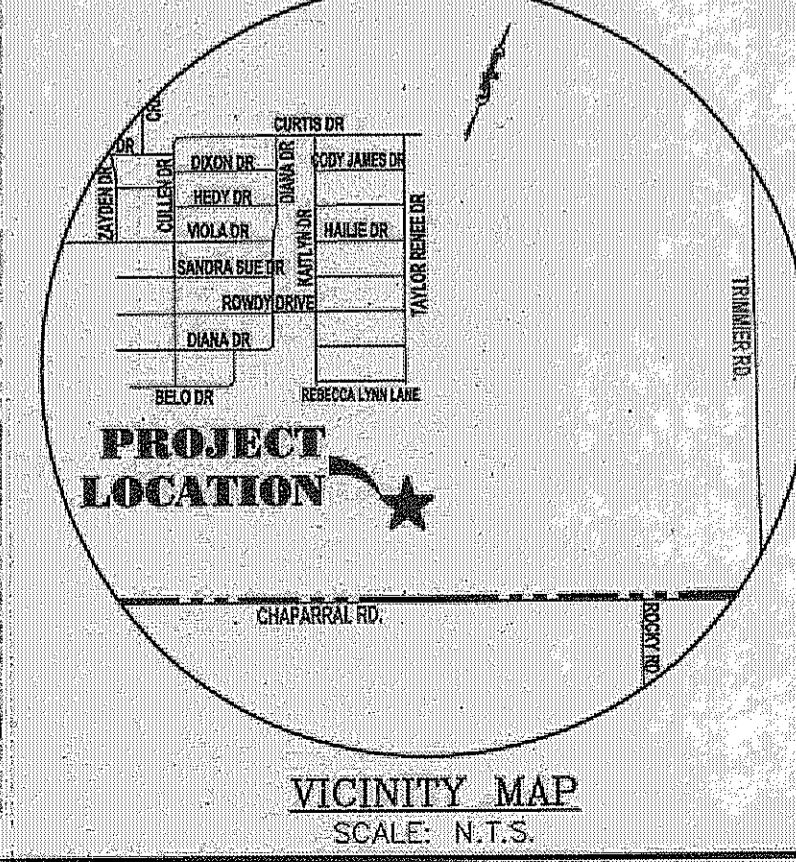 CURTIS DR
DR
DIXON DR
DIANA DR
CODY JAMES DR
ZAYDEN DR
CULLEN DR
HEDY DR
VIOLA DR
KAITLYN DR
HAILIE DR
TAYLOR RENEE DR
SANDRA SUE DR
ROWDY DRIVE
TRIMMIER RD.
DIANA DR
BELO DR
REBECCA LYNN LANE
PROJECT
LOCATION
CHAPARRAL RD.
ROCKY RD.
VICINITY MAP
SCALE: N.T.S.